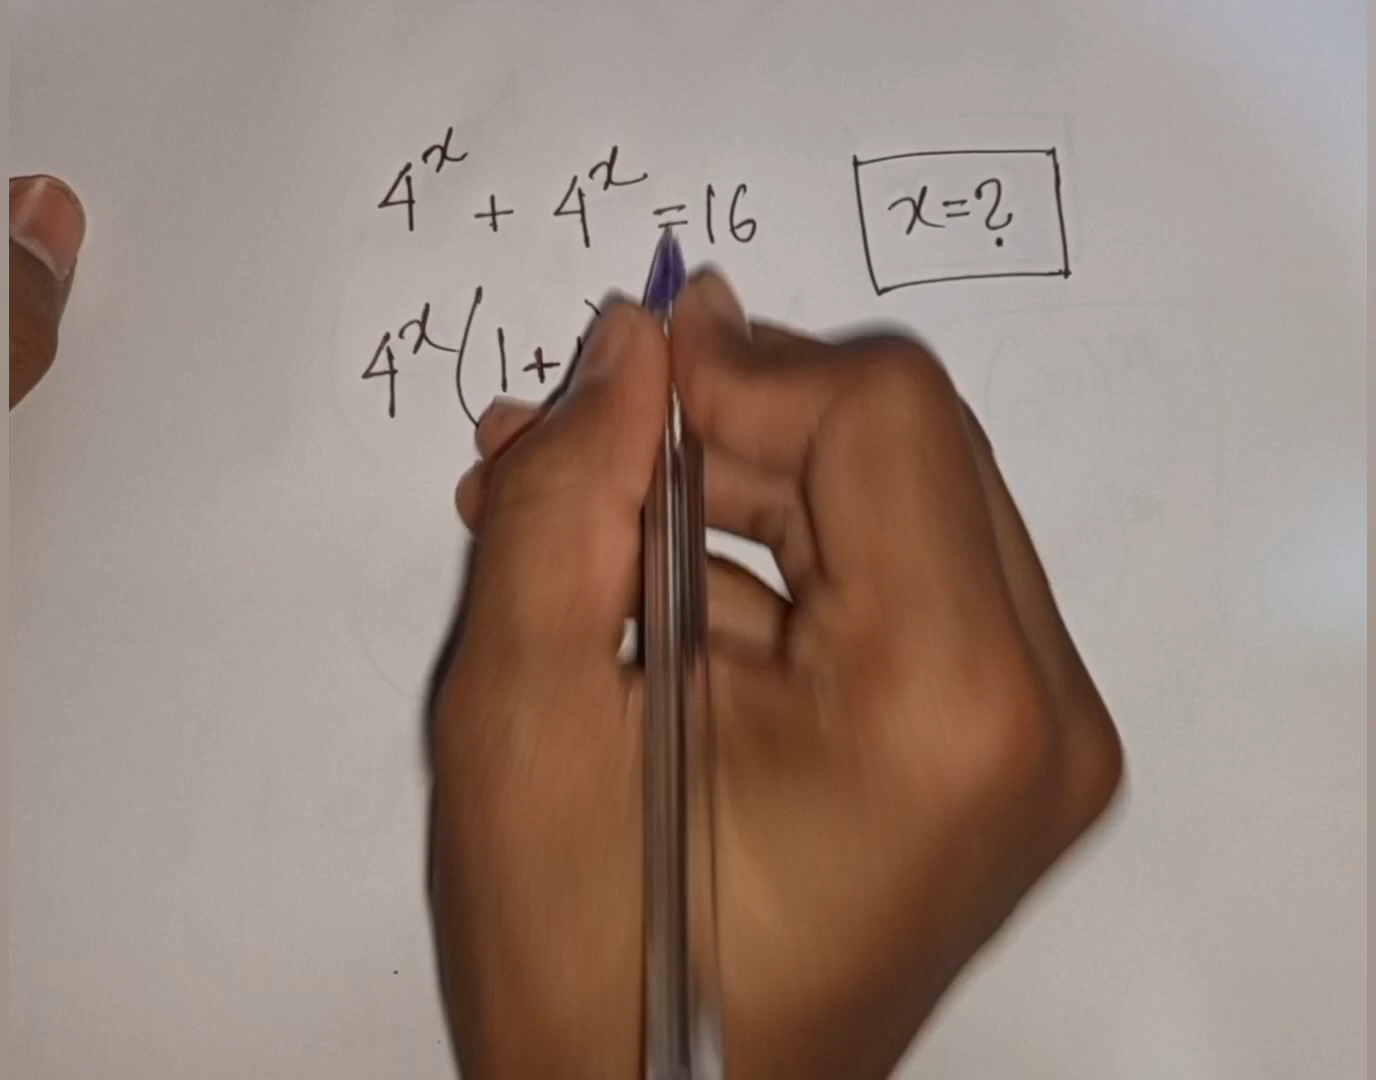 4^x + 4^x = 16
x = ?
4^x (1 +